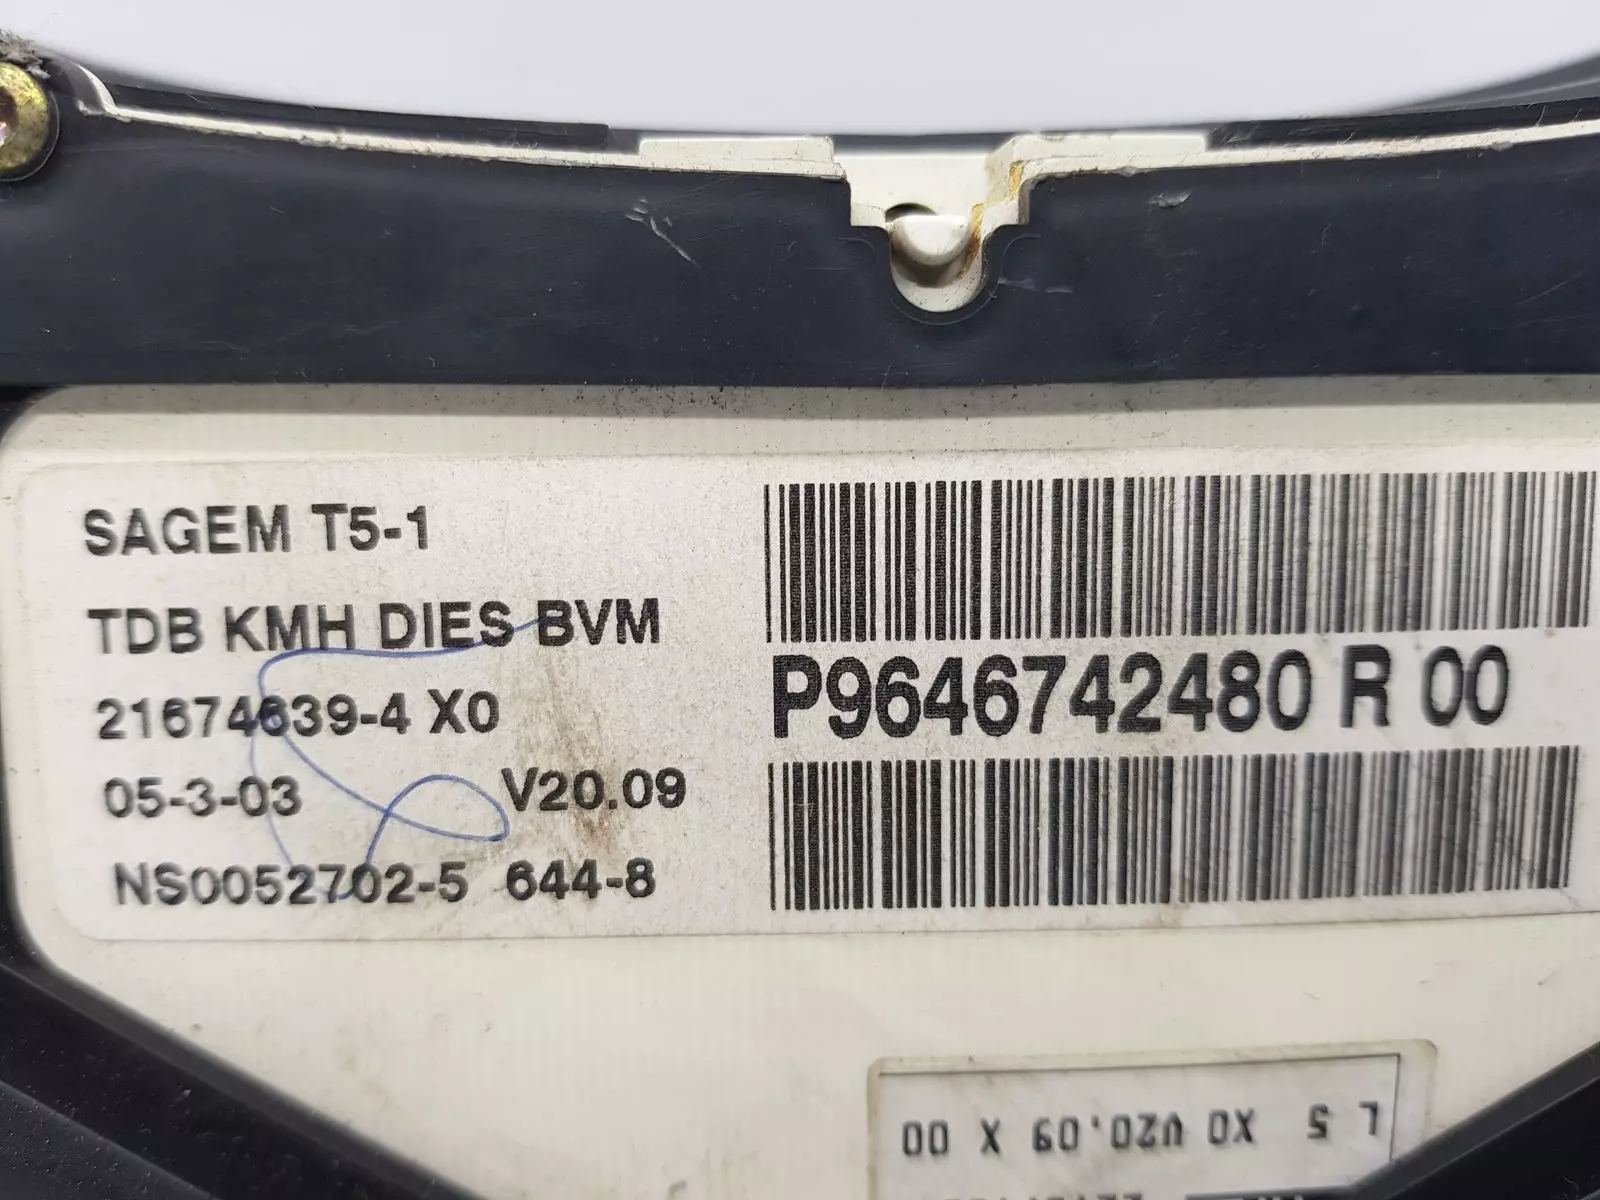 SAGEM T5-1
TDB KMH DIES BVM
21674639-4 X0
05-3-03 V20.09
NS0052702-5 644-8
P9646742480 R 00
L 5 X0 V20.09 X 00